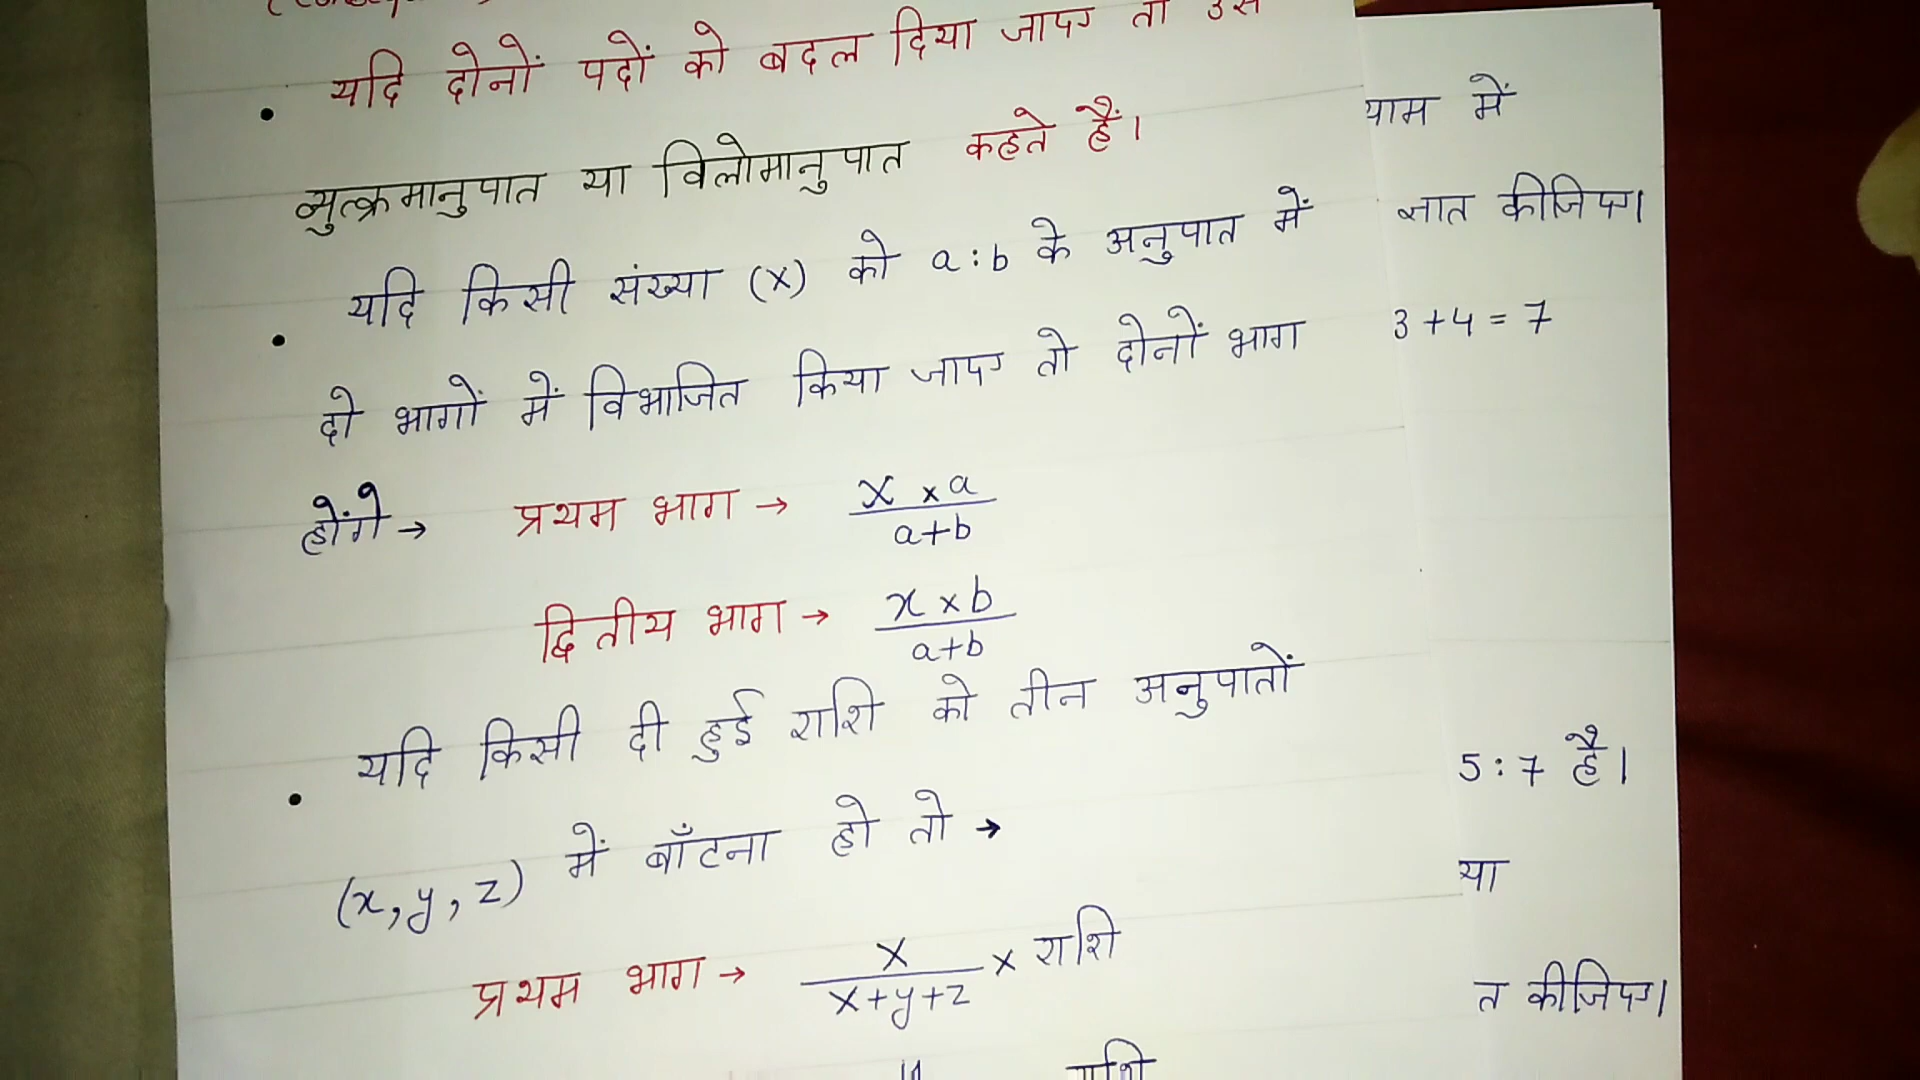 यदि दोनों पदों को बदल दिया जाए तो उसे
व्युत्क्रमानुपात या विलोमानुपात कहते हैं।
यदि किसी संख्या (x) को a:b के अनुपात में
दो भागों में विभाजित किया जाए तो दोनों भाग
होंगे→ प्रथम भाग → x × a / a+b
द्वितीय भाग → x × b / a+b
यदि किसी दी हुई राशि को तीन अनुपातों
(x, y, z) में बाँटना हो तो →
प्रथम भाग → x / x+y+z × राशि
राशि
में
ज्ञात कीजिए।
3+4=7
5:7 है।
या
त कीजिए।